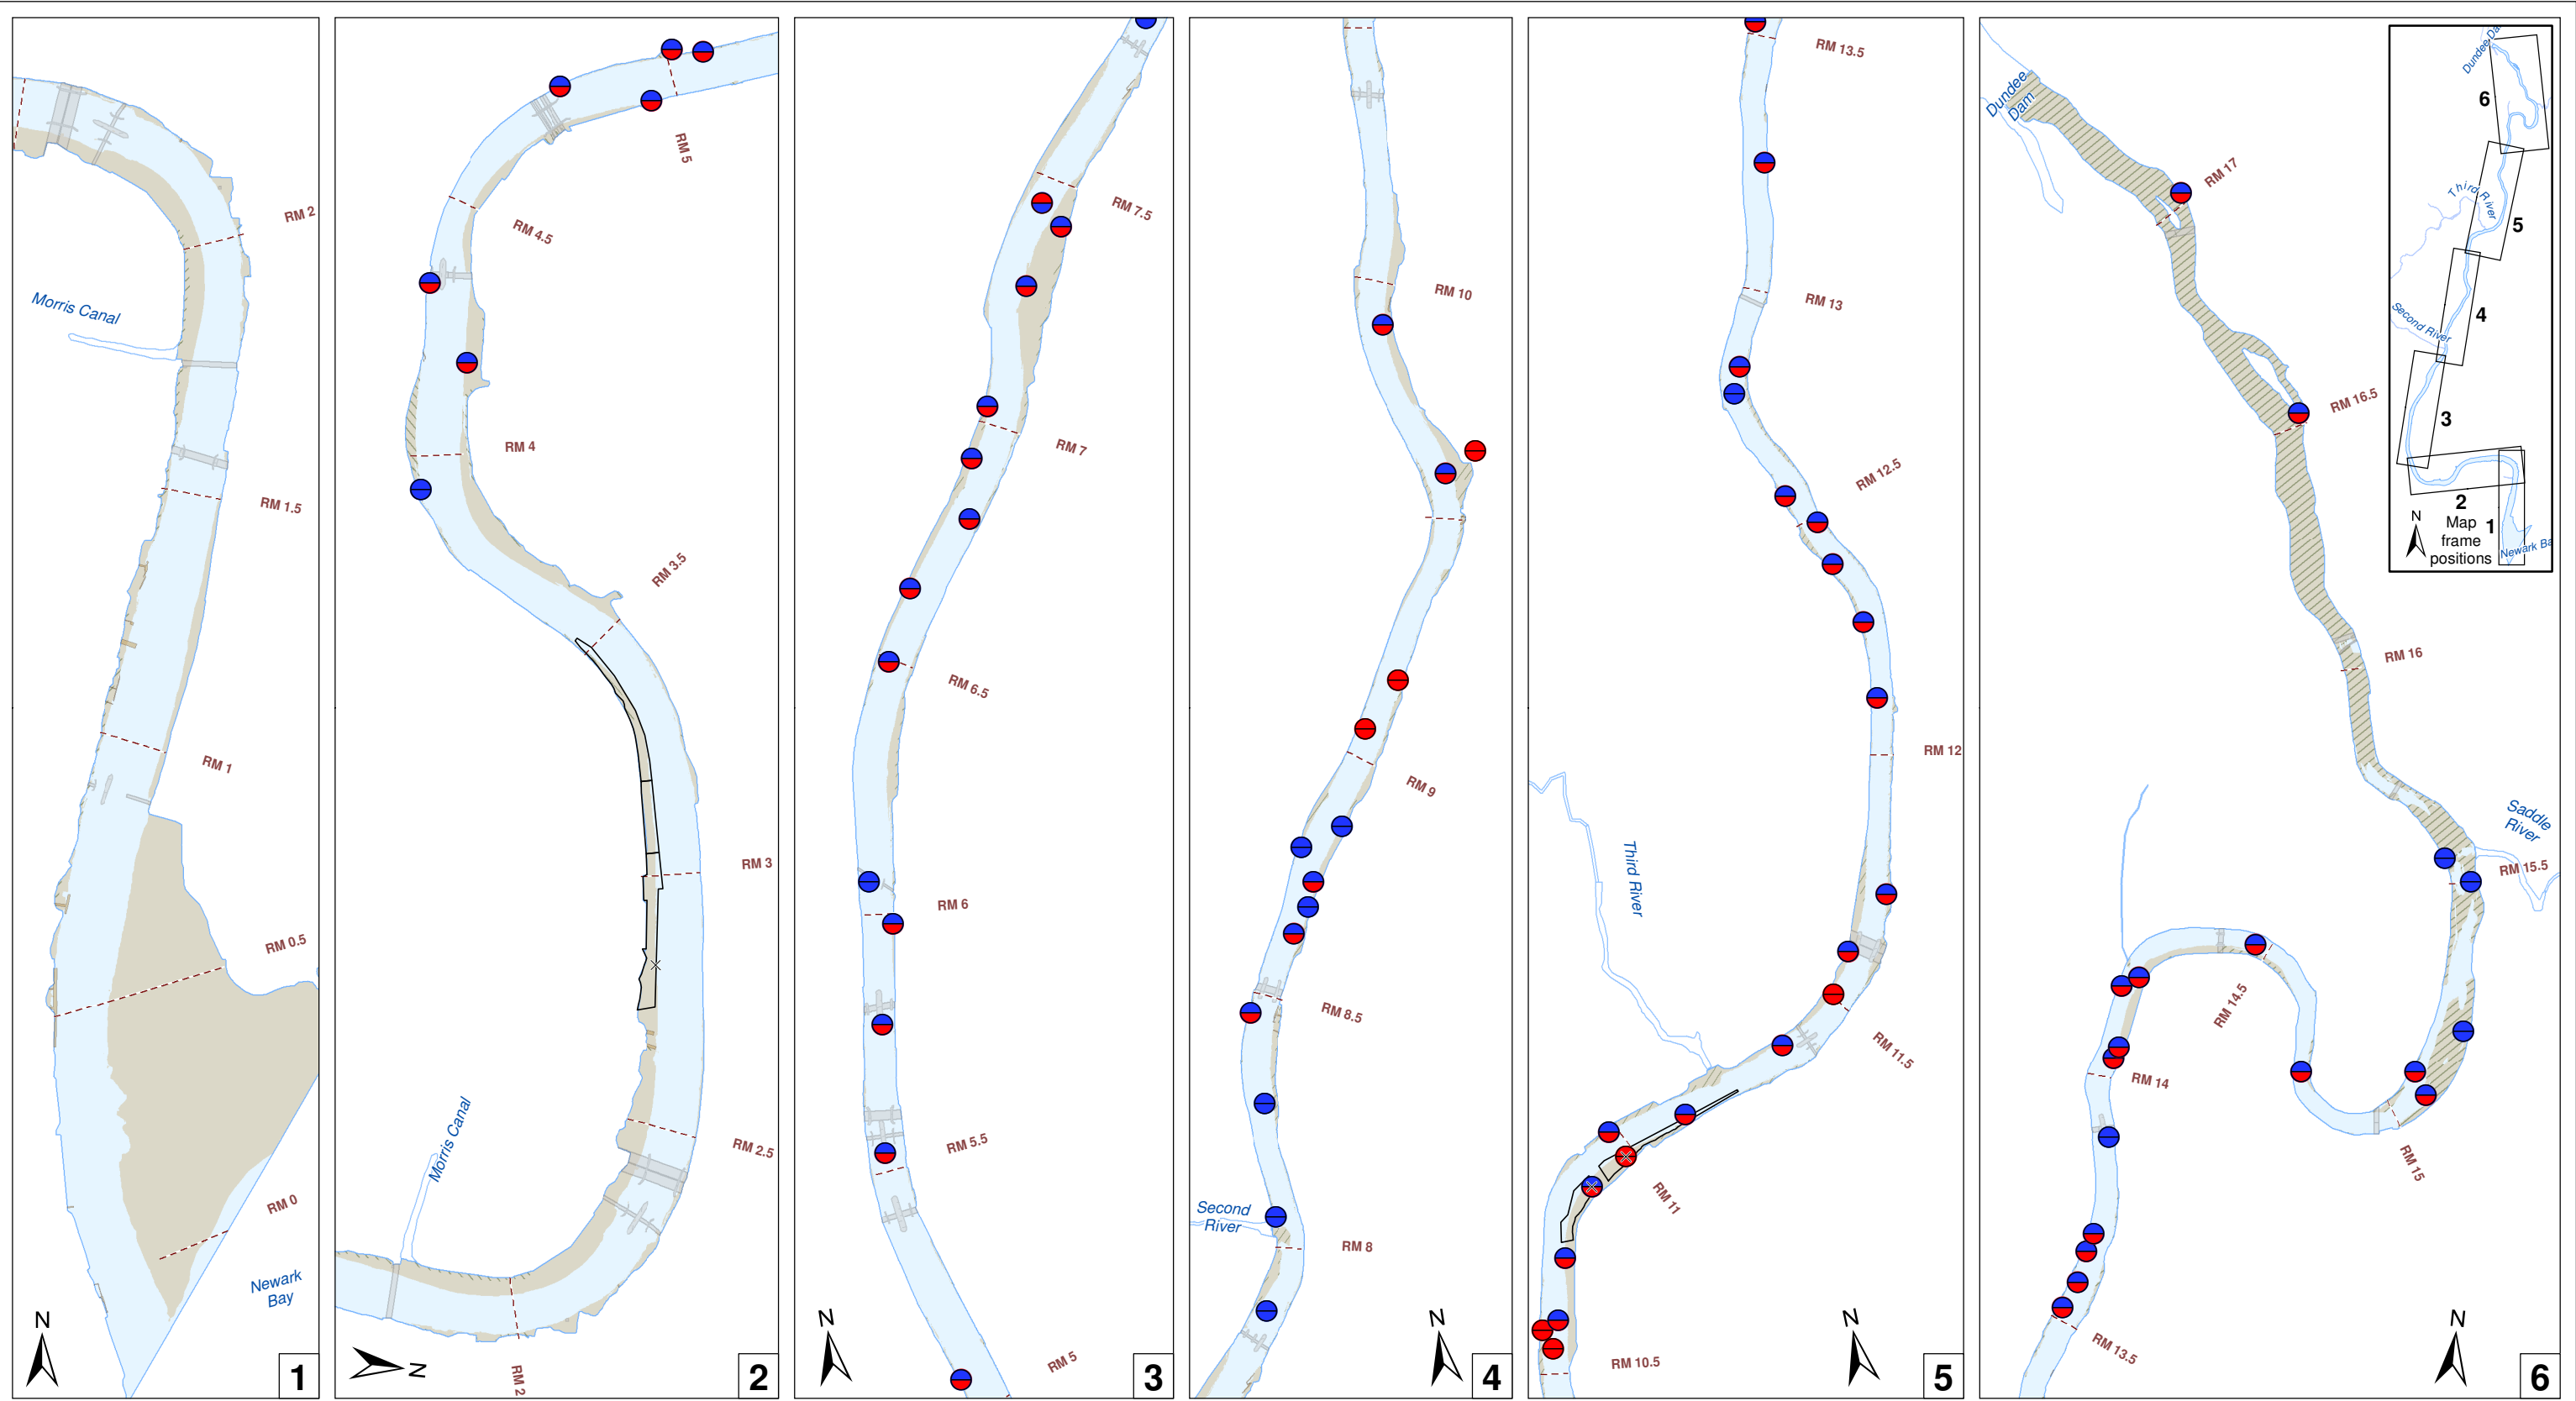 RM 2
Morris Canal
RM 1.5
RM 1
RM 0.5
RM 0
Newark
Bay
N
1
RM 5
RM 4.5
RM 4
RM 3.5
RM 3
RM 2.5
Morris Canal
RM 2
N
2
RM 7.5
RM 7
RM 6.5
RM 6
RM 5.5
RM 5
N
3
RM 10
RM 9
RM 8.5
Second
River
RM 8
N
4
RM 13.5
RM 13
RM 12.5
RM 12
Third River
RM 11.5
RM 11
RM 10.5
N
5
Dundee
Dam
RM 17
RM 16.5
RM 16
Saddle
River
RM 15.5
RM 14.5
RM 14
RM 15
RM 13.5
N
6
Dundee Da
6
Third River
5
Second River
4
3
2
1
N
Map
frame
positions
Newark Ba